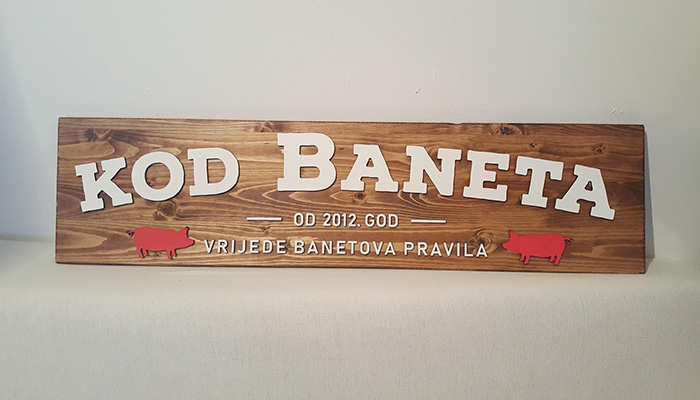 KOD BANETA
OD 2012. GOD
VRIJEDE BANETOVA PRAVILA